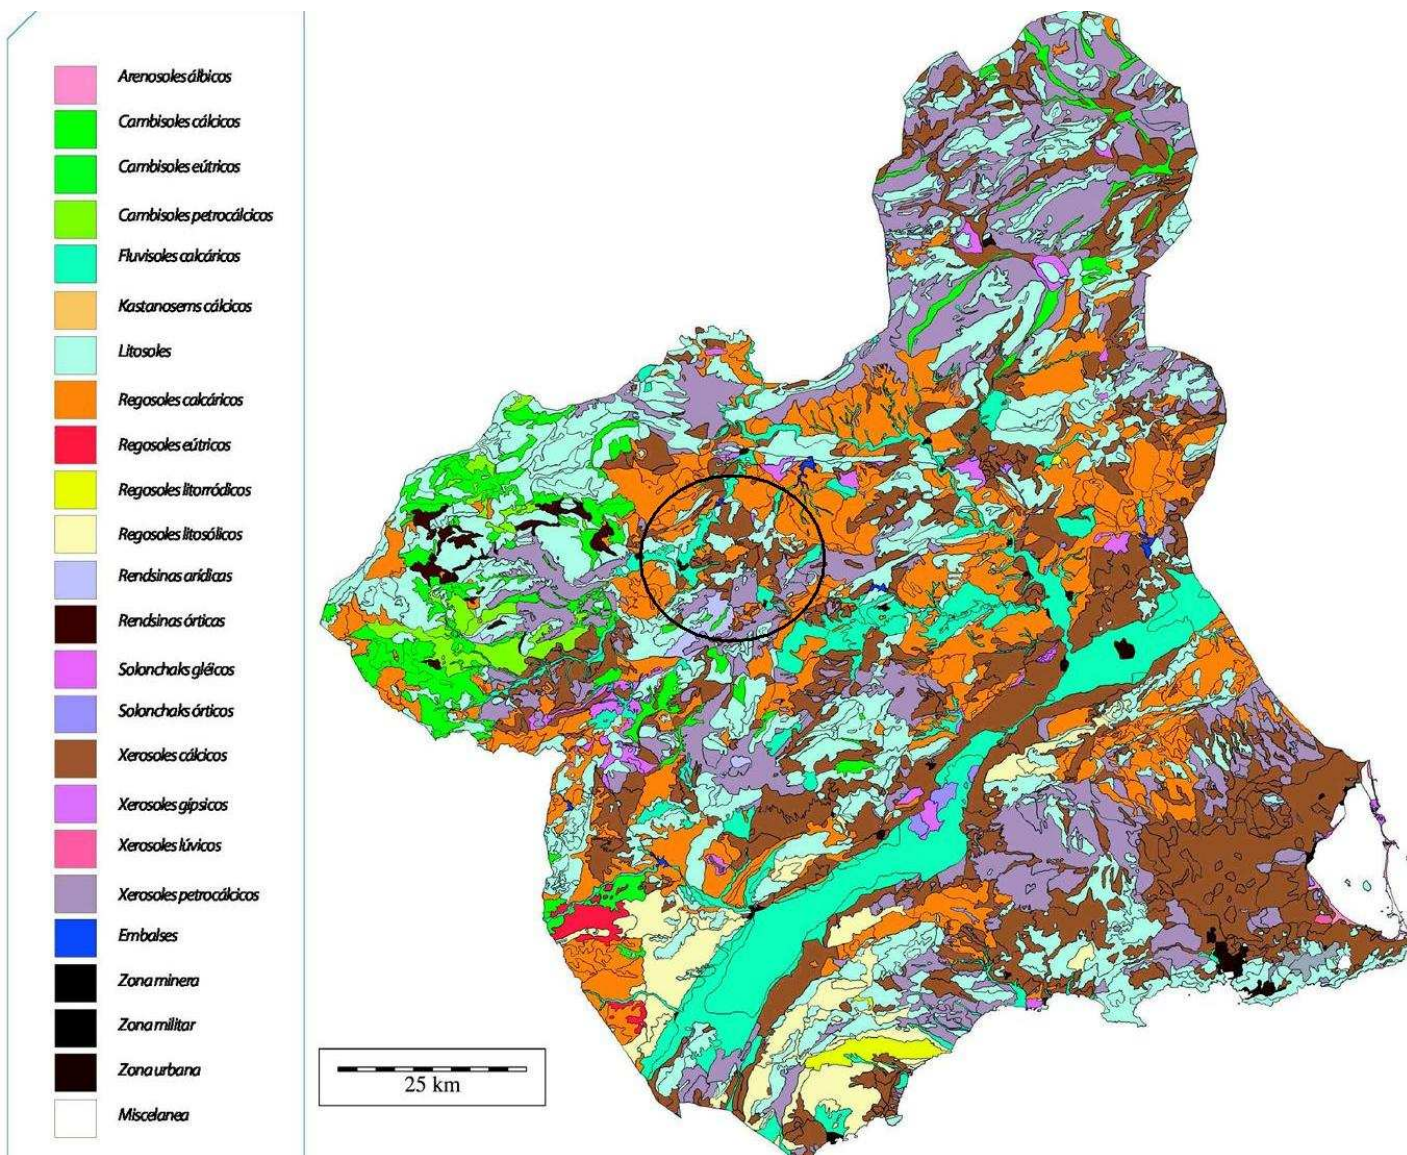 Arenosoles álbicos
Cambisoles cálcicos
Cambisoles eútricos
Cambisoles petrocálcicos
Fluvisoles calcáricos
Kastanosems cálcicos
Litosoles
Regosoles calcáricos
Regosoles eútricos
Regosoles litorródicos
Regosoles litosólicos
Rendsinas arídicas
Rendsinas órticas
Solonchaks gléicos
Solonchaks órticos
Xerosoles cálcicos
Xerosoles gípsicos
Xerosoles lúvicos
Xerosoles petrocálcicos
Embalses
Zona minera
Zona militar
Zona urbana
Miscelanea
25 km